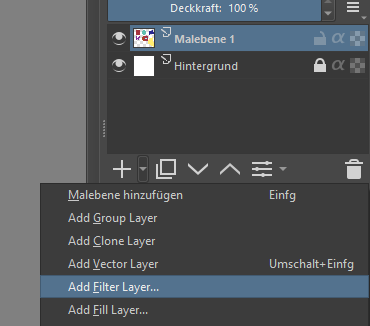 Deckkraft: 100 %
Malebene 1
Hintergrund
Malebene hinzufügen Einfg
Add Group Layer
Add Clone Layer
Add Vector Layer Umschalt+Einfg
Add Filter Layer...
Add Fill Layer...